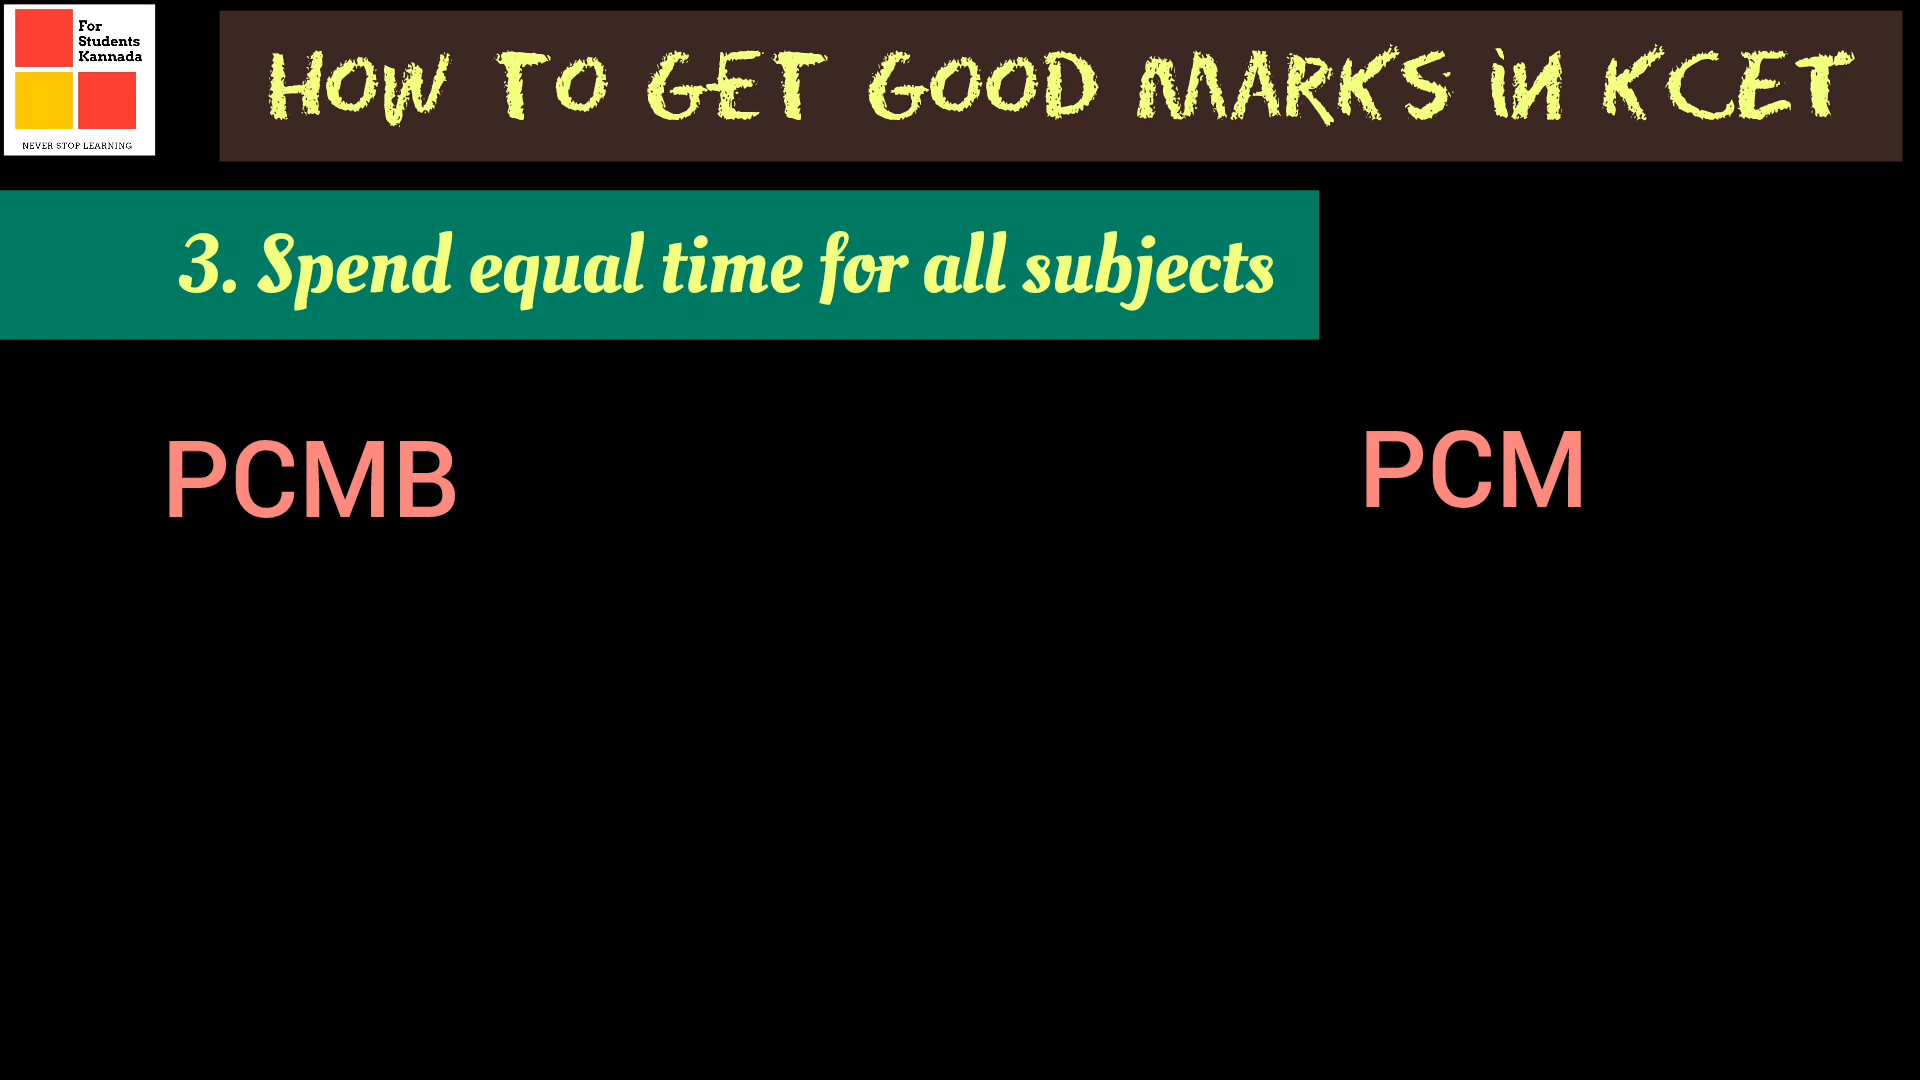 For
Students
Kannada
NEVER STOP LEARNING
HOW TO GET GOOD MARKS iN KCET
3. Spend equal time for all subjects
PCMB
PCM